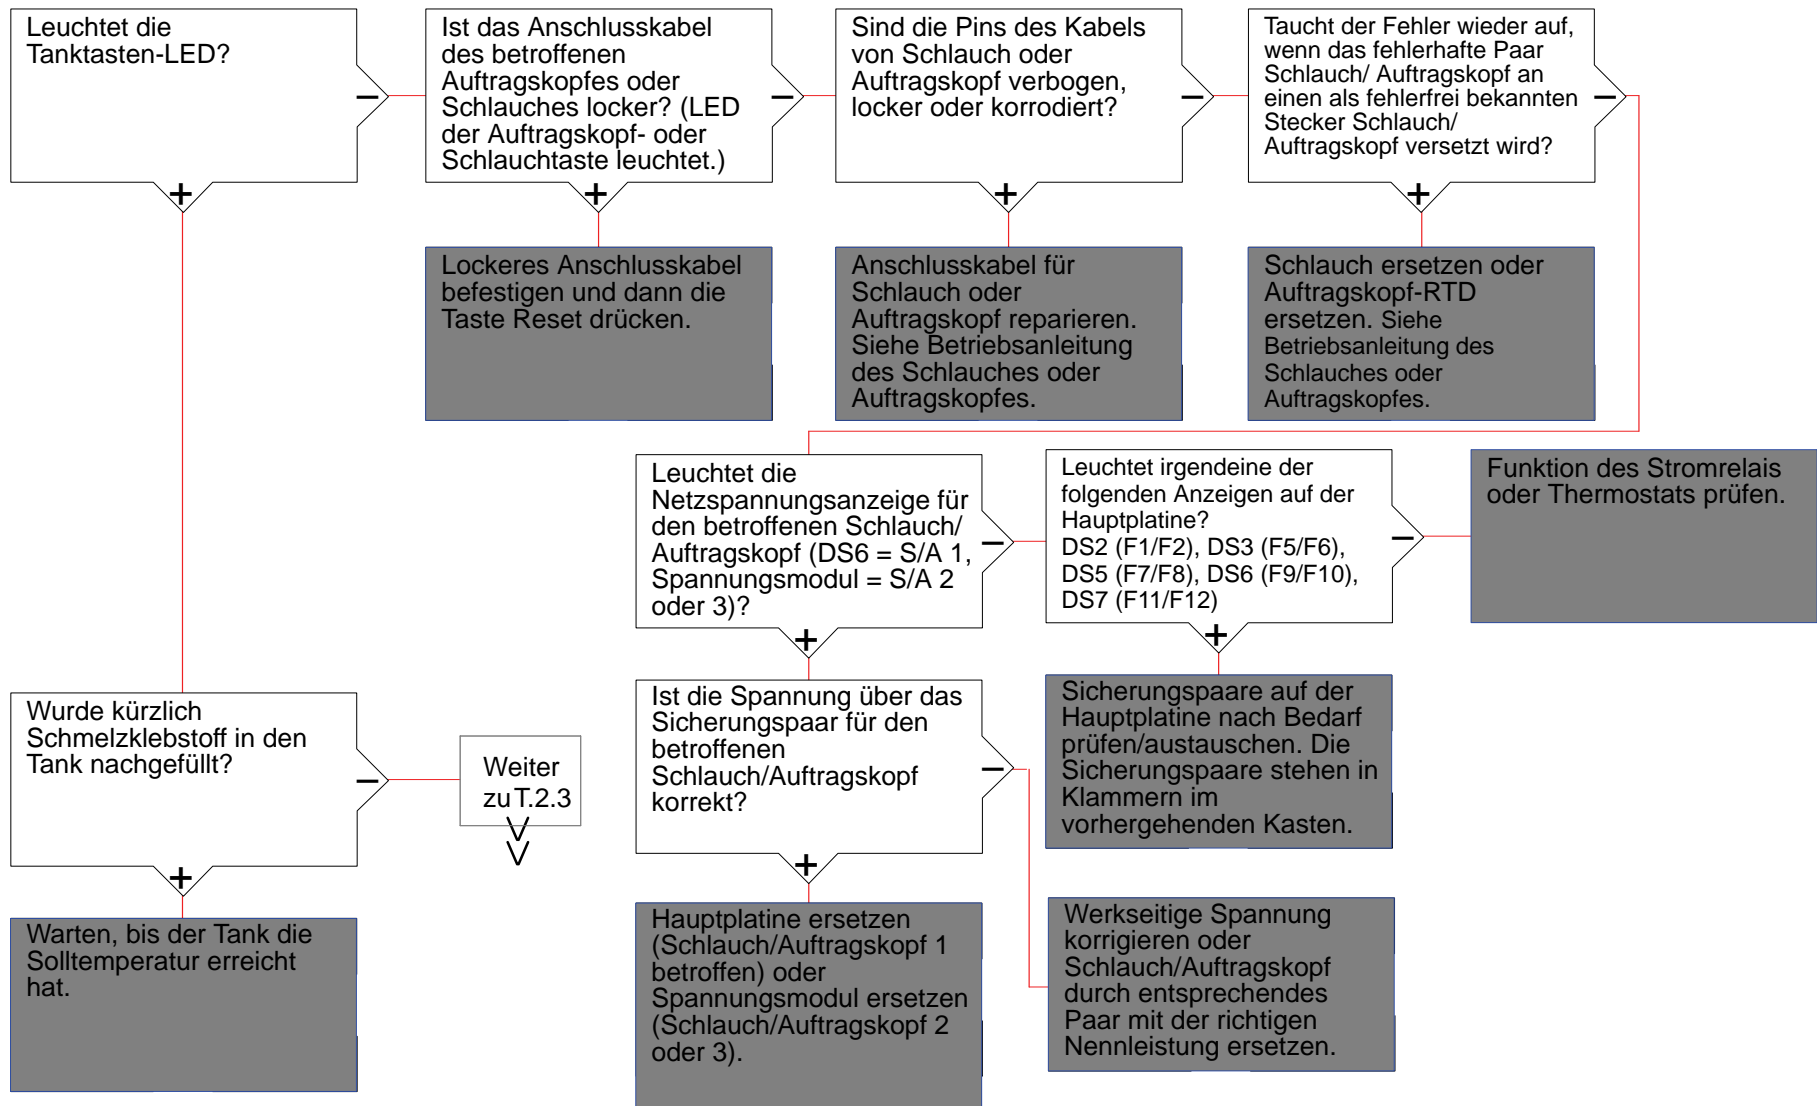 Leuchtet die
Tanktasten-LED?
–
+
Ist das Anschlusskabel
des betroffenen
Auftragskopfes oder
Schlauches locker? (LED
der Auftragskopf- oder
Schlauchtaste leuchtet.)
–
+
Sind die Pins des Kabels
von Schlauch oder
Auftragskopf verbogen,
locker oder korrodiert?
–
+
Taucht der Fehler wieder auf,
wenn das fehlerhafte Paar
Schlauch/ Auftragskopf an
einen als fehlerfrei bekannten
Stecker Schlauch/
Auftragskopf versetzt wird?
–
+
Lockeres Anschlusskabel
befestigen und dann die
Taste Reset drücken.
Anschlusskabel für
Schlauch oder
Auftragskopf reparieren.
Siehe Betriebsanleitung
des Schlauches oder
Auftragskopfes.
Schlauch ersetzen oder
Auftragskopf-RTD
ersetzen. Siehe
Betriebsanleitung des
Schlauches oder
Auftragskopfes.
Leuchtet die
Netzspannungsanzeige für
den betroffenen Schlauch/
Auftragskopf (DS6 = S/A 1,
Spannungsmodul = S/A 2
oder 3)?
–
+
Leuchtet irgendeine der
folgenden Anzeigen auf der
Hauptplatine?
DS2 (F1/F2), DS3 (F5/F6),
DS5 (F7/F8), DS6 (F9/F10),
DS7 (F11/F12)
–
+
Funktion des Stromrelais
oder Thermostats prüfen.
Wurde kürzlich
Schmelzklebstoff in den
Tank nachgefüllt?
–
+
Weiter
zuT.2.3
Ist die Spannung über das
Sicherungspaar für den
betroffenen
Schlauch/Auftragskopf
korrekt?
–
+
Sicherungspaare auf der
Hauptplatine nach Bedarf
prüfen/austauschen. Die
Sicherungspaare stehen in
Klammern im
vorhergehenden Kasten.
Warten, bis der Tank die
Solltemperatur erreicht
hat.
Hauptplatine ersetzen
(Schlauch/Auftragskopf 1
betroffen) oder
Spannungsmodul ersetzen
(Schlauch/Auftragskopf 2
oder 3).
Werkseitige Spannung
korrigieren oder
Schlauch/Auftragskopf
durch entsprechendes
Paar mit der richtigen
Nennleistung ersetzen.